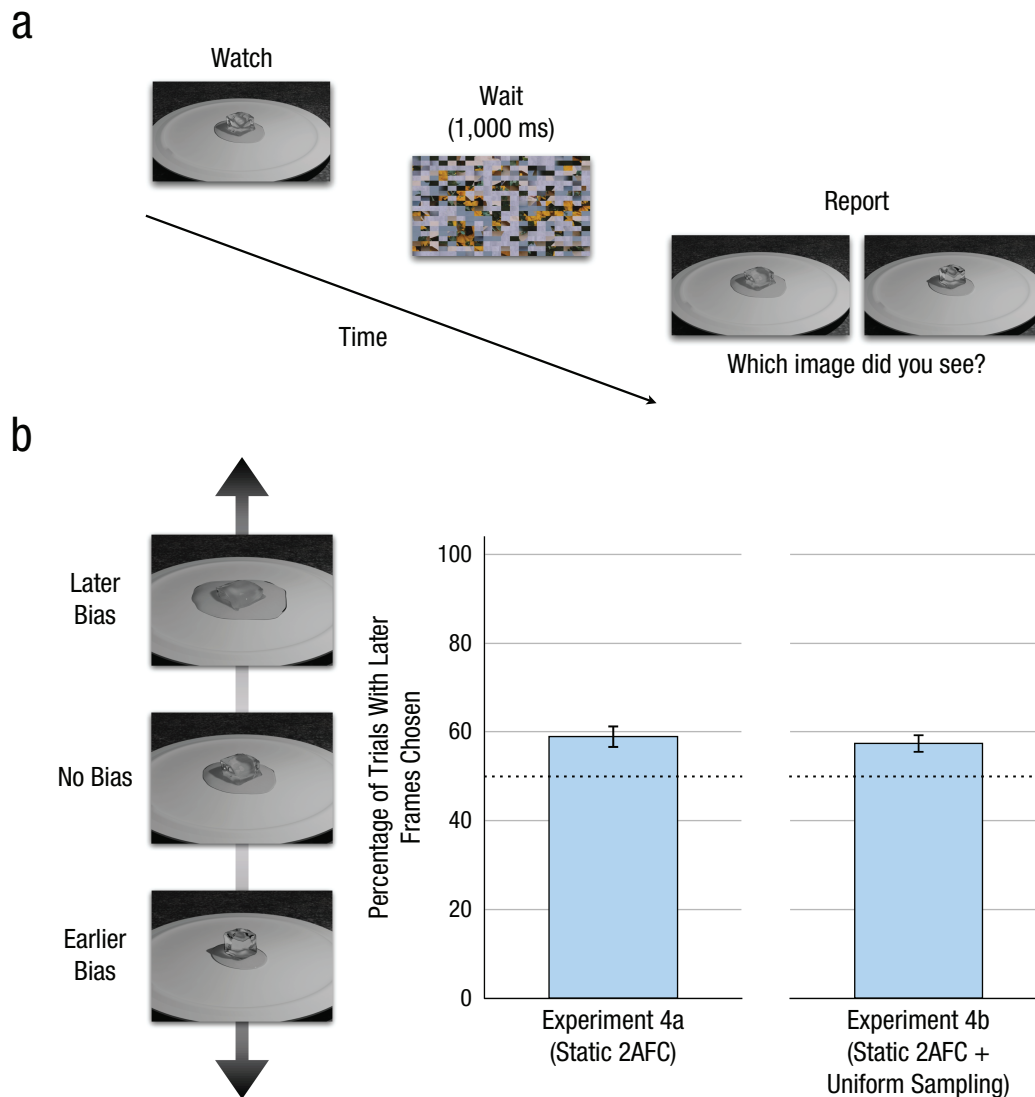 a
Watch
Wait
(1,000 ms)
Report
Time
Which image did you see?
b
Later
Bias
No Bias
Earlier
Bias
Percentage of Trials With Later
Frames Chosen
100
80
60
40
20
0
Experiment 4a
(Static 2AFC)
Experiment 4b
(Static 2AFC +
Uniform Sampling)